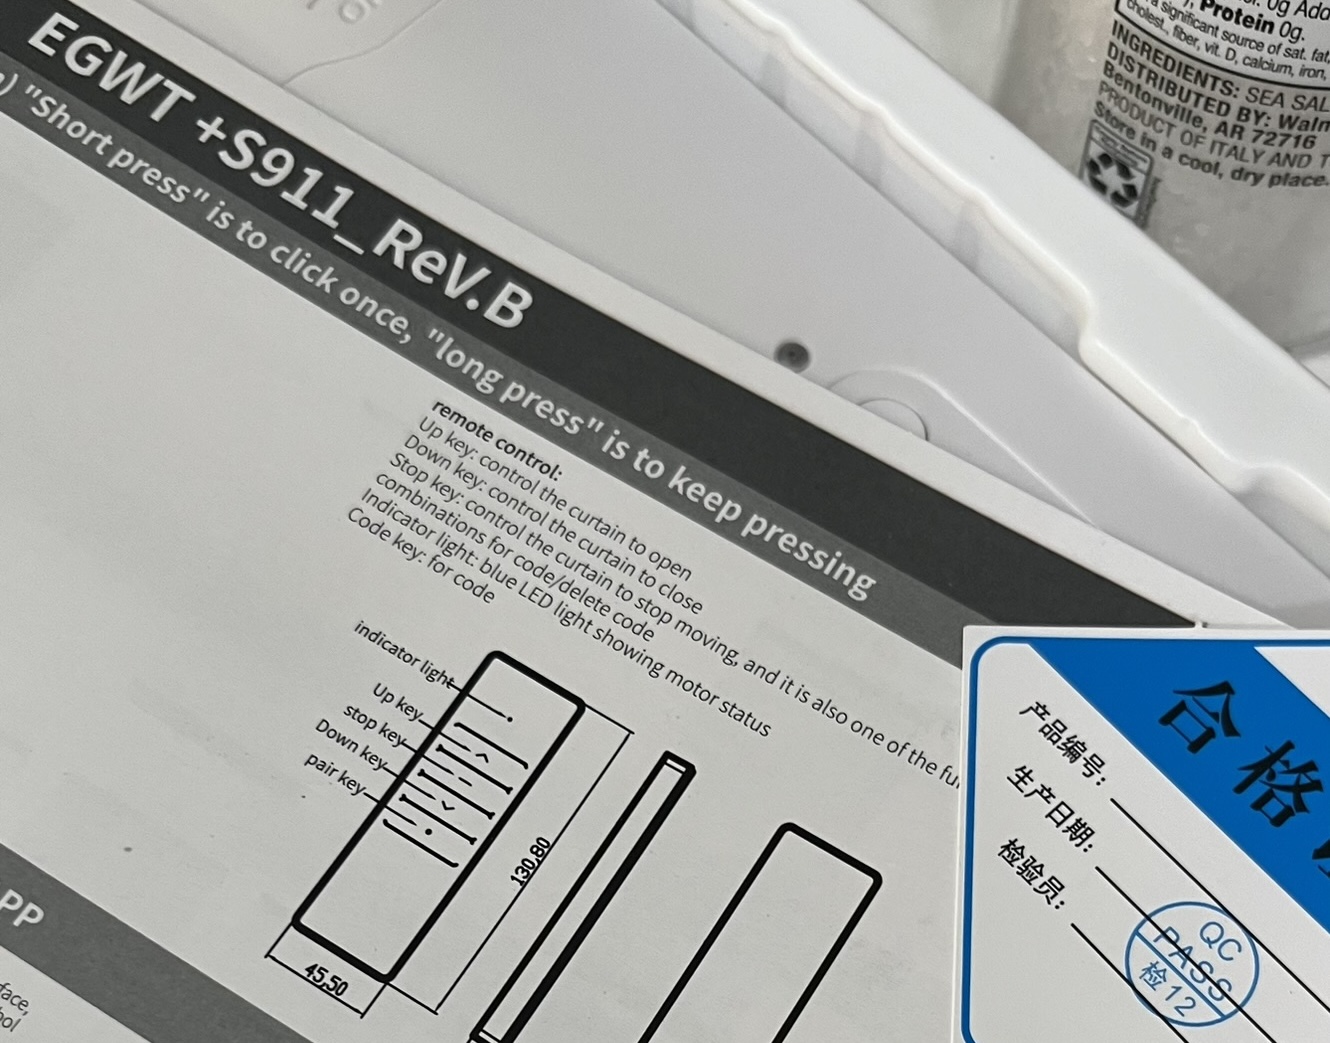 EGWT +S911_ReV.B
"Short press" is to click once, "long press" is to keep pressing
remote control:
Up key: control the curtain to open
Down key: control the curtain to close
Stop key: control the curtain to stop moving, and it is also one of the
combinations for code/delete code
Indicator light: blue LED light showing motor status
Code key: for code
indicator light
Up key
stop key
Down key
pair key
130,80
45,50
PP
合格
产品编号:
生产日期:
检验员:
QC
PASS
检12
0g Add
Protein 0g.
significant source of sat. fat,
cholest., fiber, vit. D, calcium, iron,
INGREDIENTS: SEA SAL
DISTRIBUTED BY: Walm
Bentonville, AR 72716
PRODUCT OF ITALY AND T
Store in a cool, dry place.